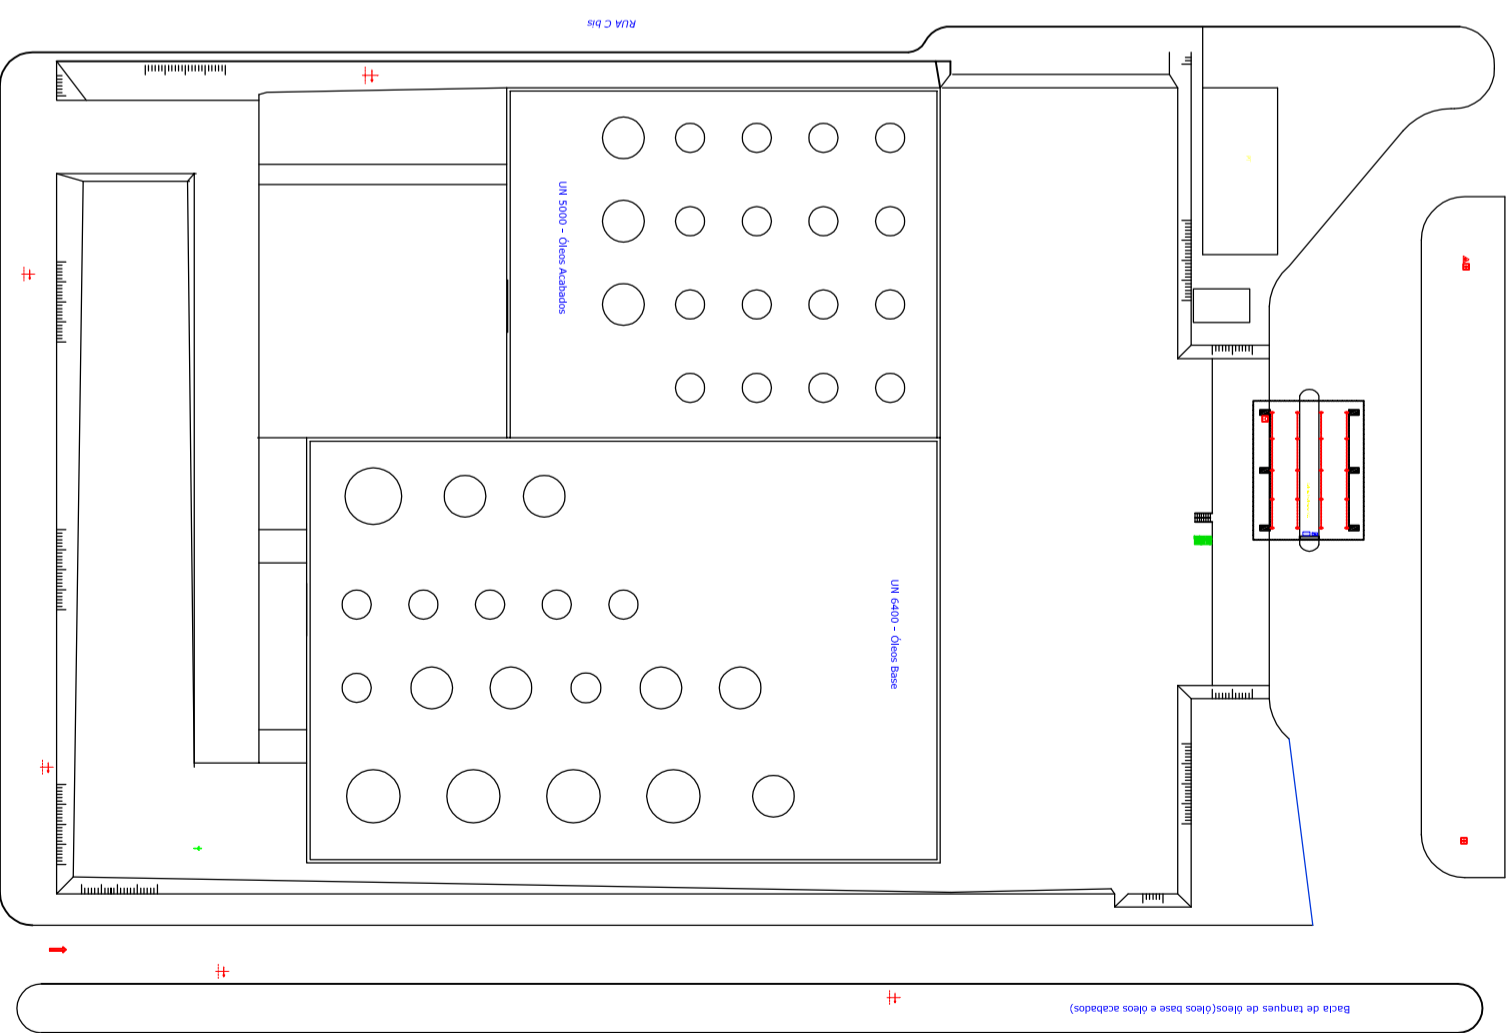 RUA C bis
UN 5000 - Óleos Acabados
UN 6400 - Óleos Base
Bacia de tanques de óleos(óleos base e óleos acabados)